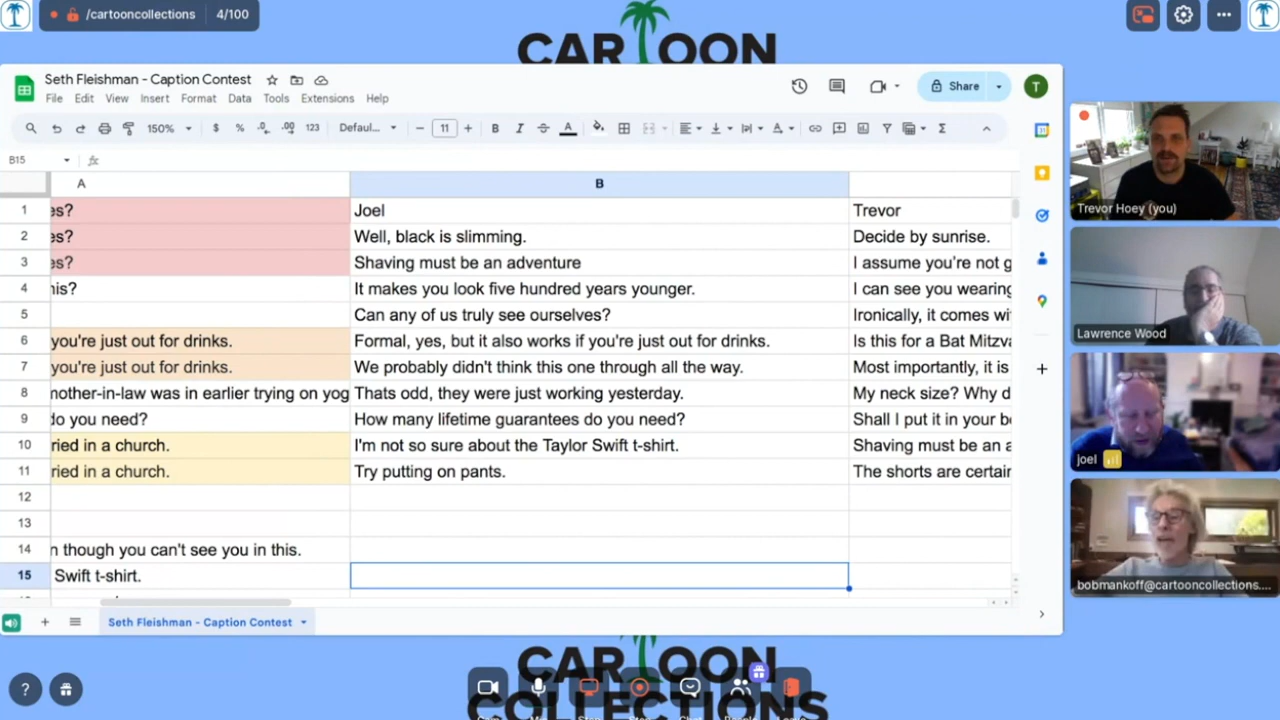 /cartooncollections 4/100
CARTOON
Seth Fleishman - Caption Contest
File Edit View Insert Format Data Tools Extensions Help
Share
T
150% $ % .0 .00 123 Defaul... 11 B I A
B15 fx
A B
1 es? Joel Trevor
2 es? Well, black is slimming. Decide by sunrise.
3 es? Shaving must be an adventure I assume you're not g
4 his? It makes you look five hundred years younger. I can see you wearing
5 Can any of us truly see ourselves? Ironically, it comes wi
6 you're just out for drinks. Formal, yes, but it also works if you're just out for drinks. Is this for a Bat Mitzva
7 you're just out for drinks. We probably didn't think this one through all the way. Most importantly, it is
8 mother-in-law was in earlier trying on yog Thats odd, they were just working yesterday. My neck size? Why d
9 do you need? How many lifetime guarantees do you need? Shall I put it in your b
10 ried in a church. I'm not so sure about the Taylor Swift t-shirt. Shaving must be an a
11 ried in a church. Try putting on pants. The shorts are certain
12
13
14 n though you can't see you in this.
15 Swift t-shirt.
Seth Fleishman - Caption Contest
Trevor Hoey (you)
Lawrence Wood
joel
bobmankoff@cartooncollections....
CARTOON
COLLECTIONS
Stop
Chat
People